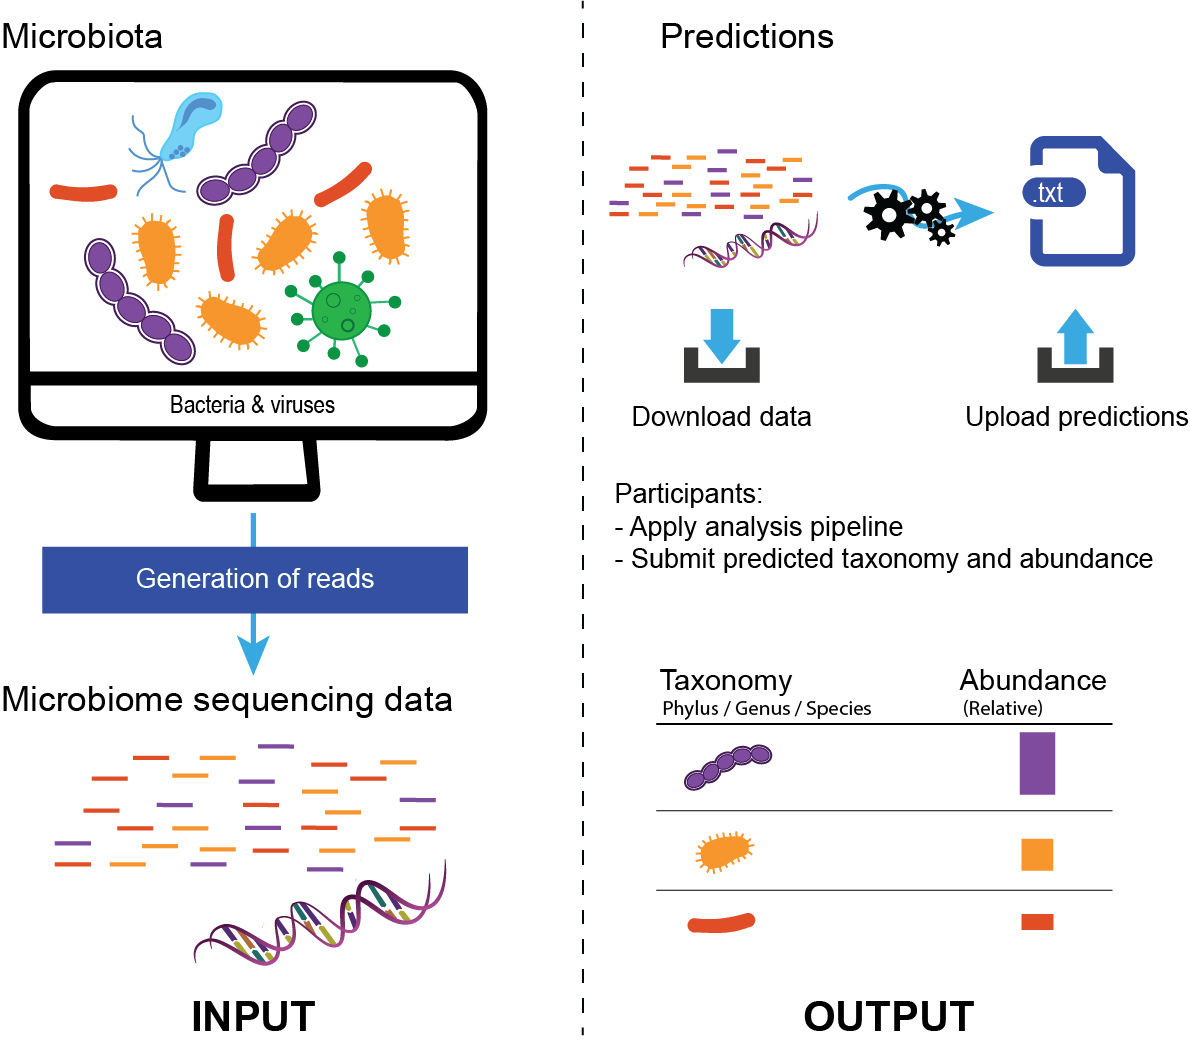 Microbiota
Bacteria & viruses
Generation of reads
Microbiome sequencing data
INPUT
Predictions
.txt
Download data
Upload predictions
Participants:
- Apply analysis pipeline
- Submit predicted taxonomy and abundance
Taxonomy
Phylus / Genus / Species
Abundance
(Relative)
OUTPUT